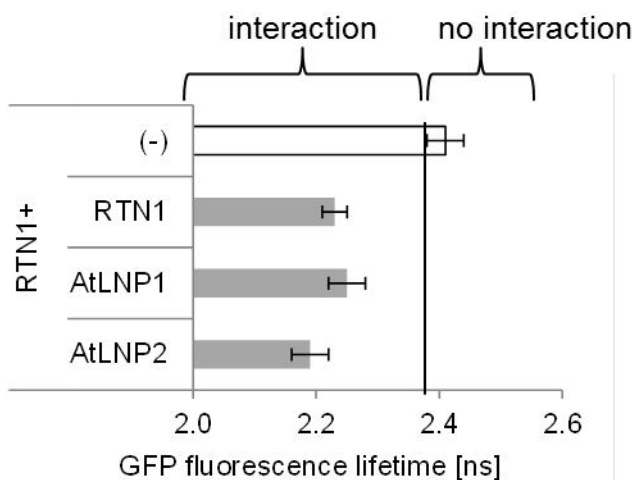 interaction
no interaction
(-)
RTN1+
RTN1
AtLNP1
AtLNP2
2.0 2.2 2.4 2.6
GFP fluorescence lifetime [ns]